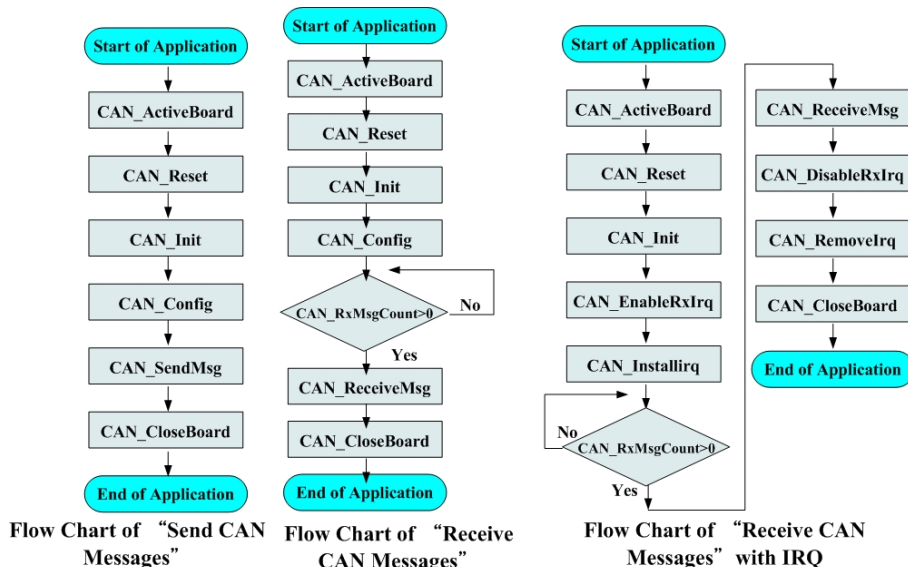 Start of Application
CAN_ActiveBoard
CAN_Reset
CAN_Init
CAN_Config
CAN_SendMsg
CAN_CloseBoard
End of Application
Flow Chart of “Send CAN
Messages”
Start of Application
CAN_ActiveBoard
CAN_Reset
CAN_Init
CAN_Config
CAN_RxMsgCount>0
No
Yes
CAN_ReceiveMsg
CAN_CloseBoard
End of Application
Flow Chart of “Receive
CAN Messages”
Start of Application
CAN_ActiveBoard
CAN_Reset
CAN_Init
CAN_EnableRxIrq
CAN_Installirq
No
CAN_RxMsgCount>0
Yes
CAN_ReceiveMsg
CAN_DisableRxIrq
CAN_RemoveIrq
CAN_CloseBoard
End of Application
Flow Chart of “Receive CAN
Messages” with IRQ